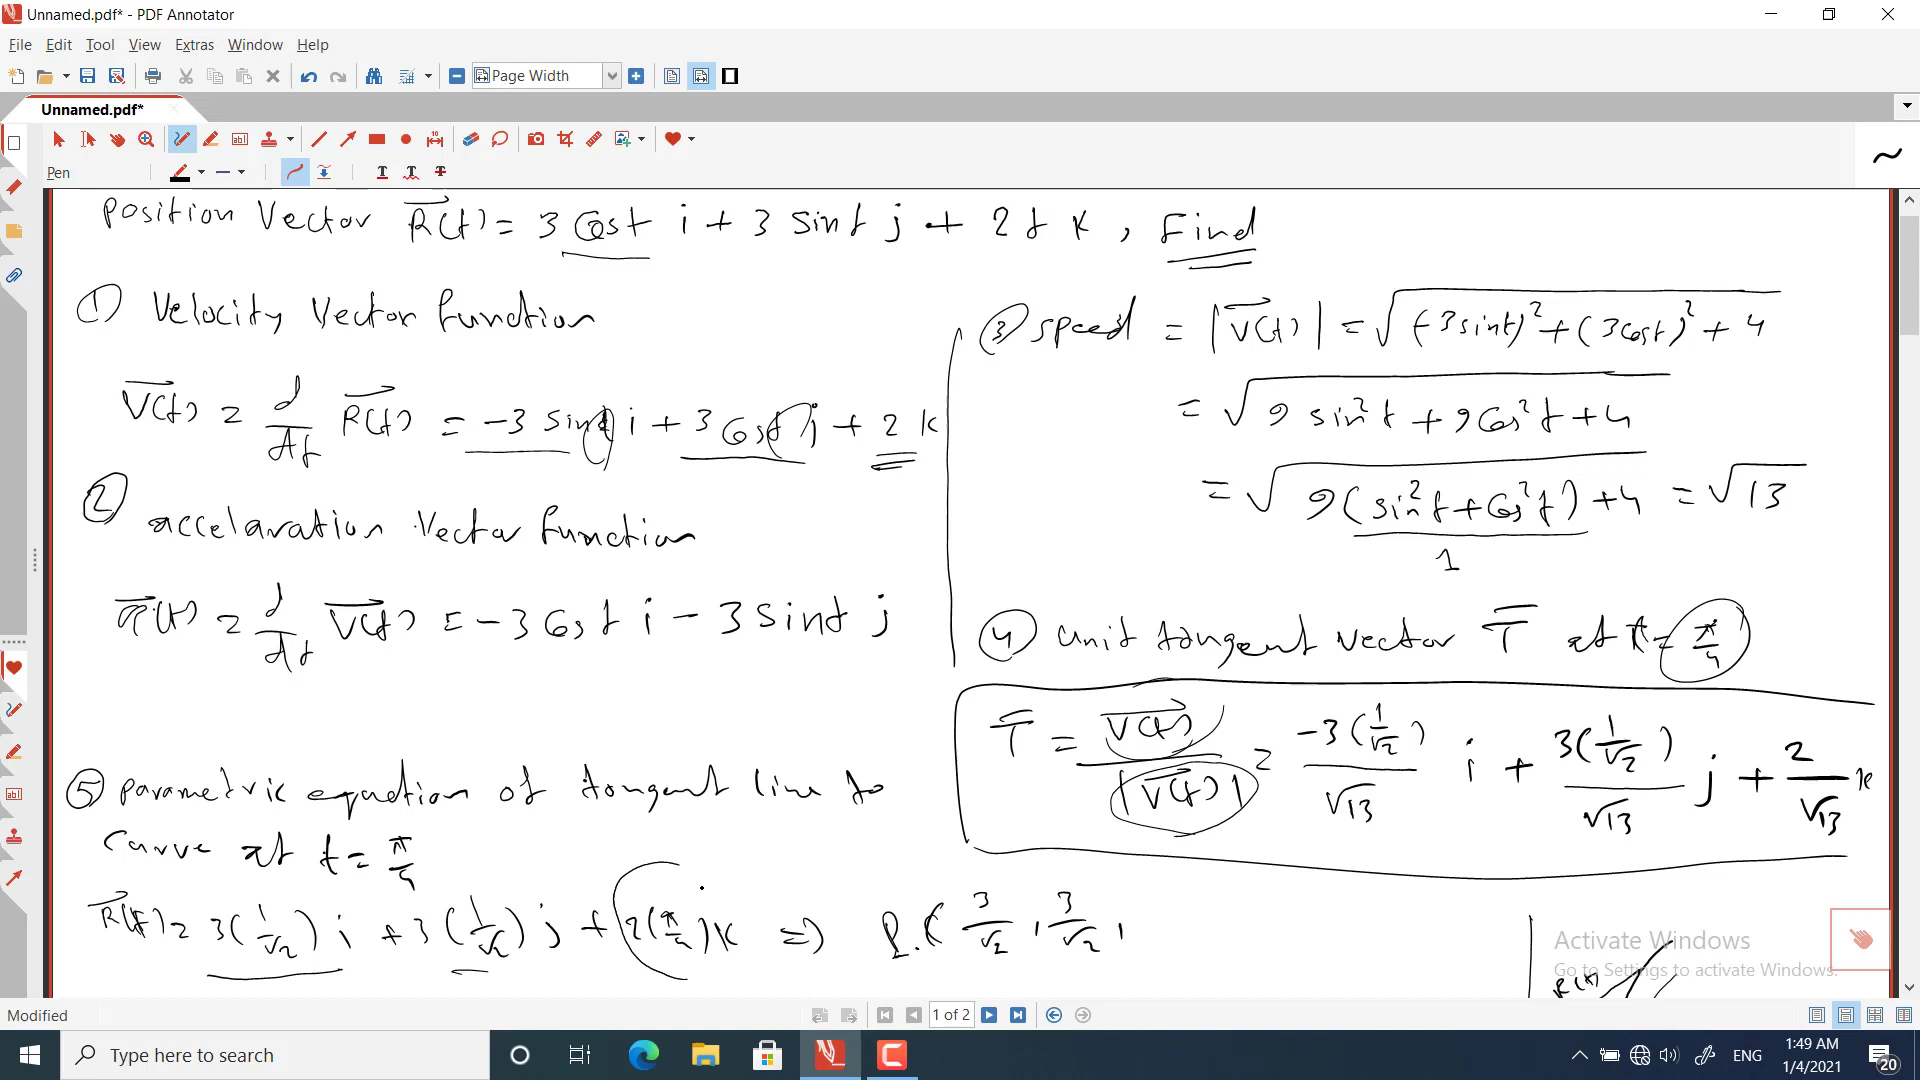 Unnamed.pdf* - PDF Annotator
File Edit Tool View Extras Window Help
Page Width
Unnamed.pdf*
Pen
Position Vector R(t) = 3 Cost i + 3 Sint j + 2t k, Find
① Velocity Vector function
V(t) = d/dt R(t) = -3 Sint i + 3 Cost j + 2 k
② accelaration Vector function
a(t) = d/dt V(t) = -3 Cost i - 3 Sint j
③ speed = |V(t)| = √((-3sint)² + (3Cost)² + 4)
= √(9 sin²t + 9Cos²t + 4)
= √(9(sin²t + Cos²t) + 4) = √13
1
④ unit tangent vector T at t = π/4
T = V(t)/|V(t)| = -3(1/√2)/√13 i + 3(1/√2)/√13 j + 2/√13 k
⑤ Parametric equation of tangent line to
Curve at t = π/4
R(t) = 3(1/√2) i + 3(1/√2) j + 2(π/4) k => P.( 3/√2 , 3/√2 ,
R(t)
Activate Windows
Go to Settings to activate Windows.
Modified
1 of 2
Type here to search
ENG
1:49 AM
1/4/2021
20